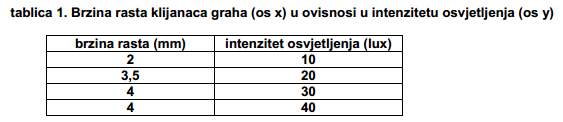 tablica 1. Brzina rasta klijanaca graha (os x) u ovisnosi u intenzitetu osvjetljenja (os y)
brzina rasta (mm) intenzitet osvjetljenja (lux)
2 10
3,5 20
4 30
4 40